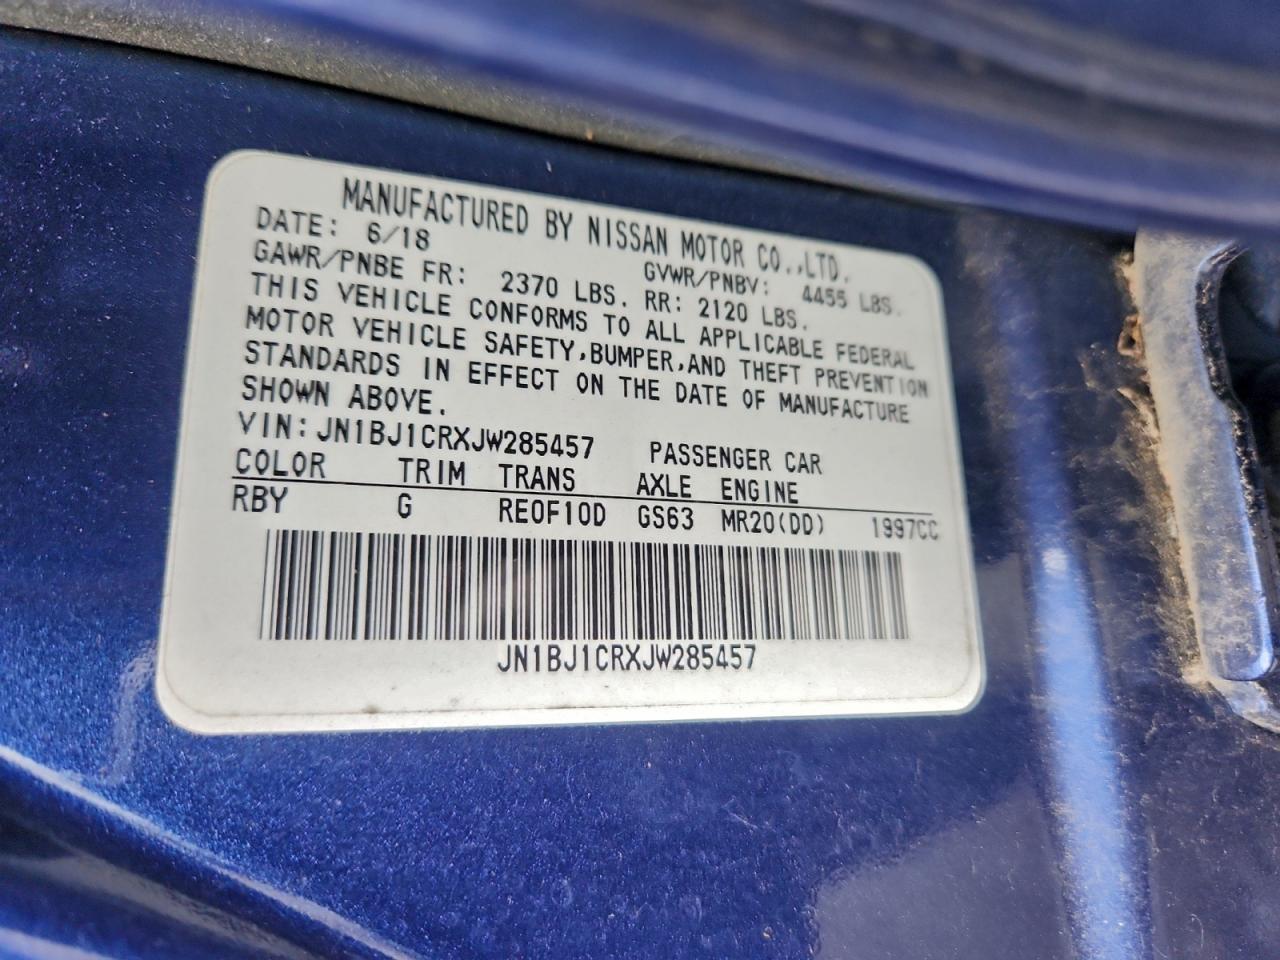 MANUFACTURED BY NISSAN MOTOR CO.,LTD.
DATE: 6/18 GVWR/PNBV: 4455 LBS.
GAWR/PNBE FR: 2370 LBS. RR: 2120 LBS.
THIS VEHICLE CONFORMS TO ALL APPLICABLE FEDERAL
MOTOR VEHICLE SAFETY,BUMPER,AND THEFT PREVENTION
STANDARDS IN EFFECT ON THE DATE OF MANUFACTURE
SHOWN ABOVE.
VIN:JN1BJ1CRXJW285457 PASSENGER CAR
COLOR TRIM TRANS AXLE ENGINE
RBY G RE0F10D GS63 MR20(DD) 1997CC
JN1BJ1CRXJW285457